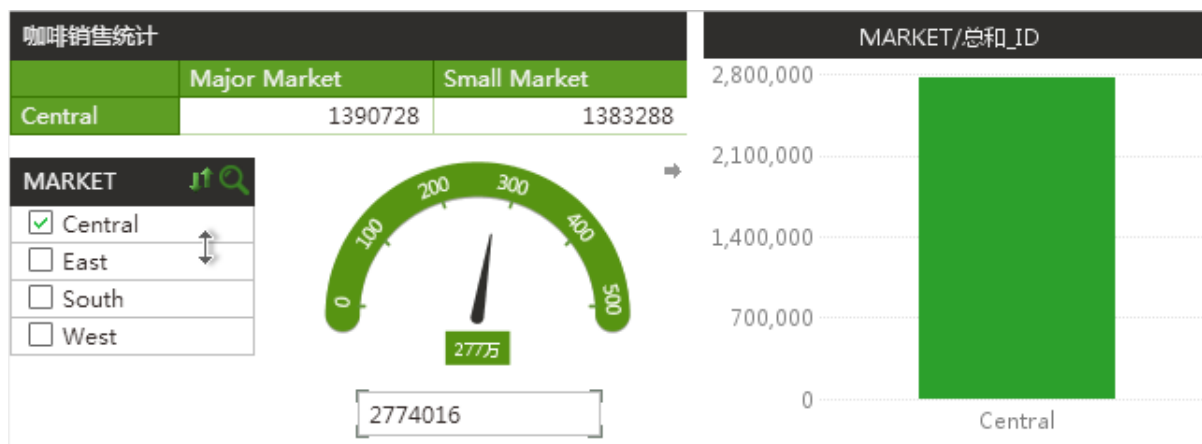 咖啡销售统计
Major Market Small Market
Central 1390728 1383288
MARKET
Central
East
South
West
0 100 200 300 400 500
277万
2774016
MARKET/总和_ID
2,800,000
2,100,000
1,400,000
700,000
0
Central